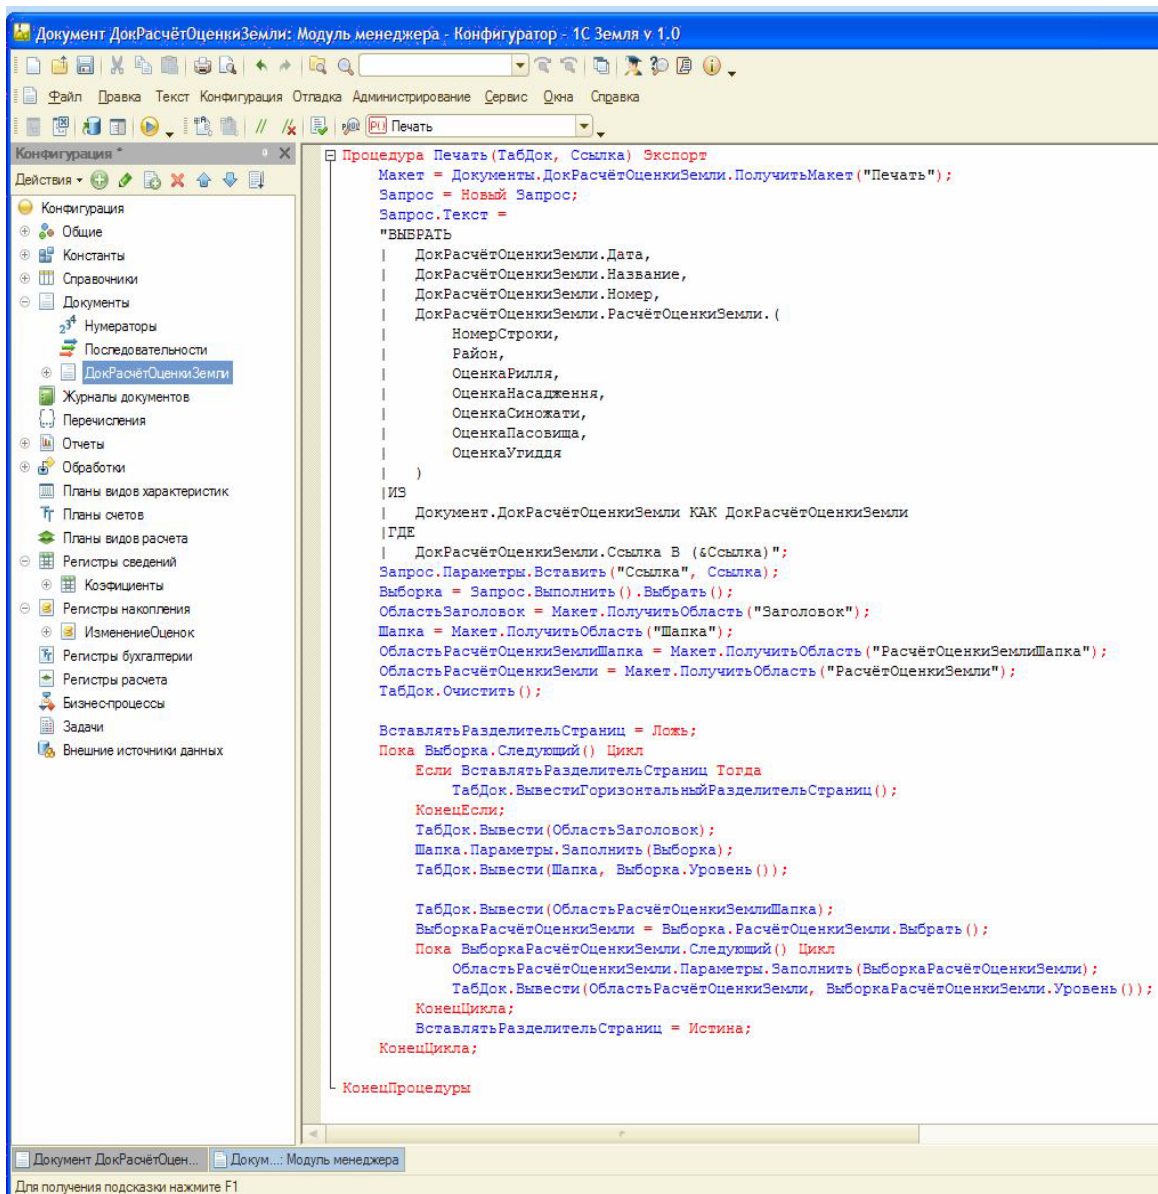 Документ ДокРасчётОценкиЗемли: Модуль менеджера - Конфигуратор - 1С Земля v 1.0
Файл Правка Текст Конфигурация Отладка Администрирование Сервис Окна Справка
Печать
Конфигурация *
Действия
Конфигурация
Общие
Константы
Справочники
Документы
Нумераторы
Последовательности
ДокРасчётОценкиЗемли
Журналы документов
Перечисления
Отчеты
Обработки
Планы видов характеристик
Планы счетов
Планы видов расчета
Регистры сведений
Коэфициенты
Регистры накопления
ИзменениеОценок
Регистры бухгалтерии
Регистры расчета
Бизнес-процессы
Задачи
Внешние источники данных
Процедура Печать(ТабДок, Ссылка) Экспорт
Макет = Документы.ДокРасчётОценкиЗемли.ПолучитьМакет("Печать");
Запрос = Новый Запрос;
Запрос.Текст =
"ВЫБРАТЬ
| ДокРасчётОценкиЗемли.Дата,
| ДокРасчётОценкиЗемли.Название,
| ДокРасчётОценкиЗемли.Номер,
| ДокРасчётОценкиЗемли.РасчётОценкиЗемли.(
| НомерСтроки,
| Район,
| ОценкаРилля,
| ОценкаНасадження,
| ОценкаСиножати,
| ОценкаПасовища,
| ОценкаУгиддя
| )
|ИЗ
| Документ.ДокРасчётОценкиЗемли КАК ДокРасчётОценкиЗемли
|ГДЕ
| ДокРасчётОценкиЗемли.Ссылка В (&Ссылка)";
Запрос.Параметры.Вставить("Ссылка", Ссылка);
Выборка = Запрос.Выполнить().Выбрать();
ОбластьЗаголовок = Макет.ПолучитьОбласть("Заголовок");
Шапка = Макет.ПолучитьОбласть("Шапка");
ОбластьРасчётОценкиЗемлиШапка = Макет.ПолучитьОбласть("РасчётОценкиЗемлиШапка");
ОбластьРасчётОценкиЗемли = Макет.ПолучитьОбласть("РасчётОценкиЗемли");
ТабДок.Очистить();
ВставлятьРазделительСтраниц = Ложь;
Пока Выборка.Следующий() Цикл
Если ВставлятьРазделительСтраниц Тогда
ТабДок.ВывестиГоризонтальныйРазделительСтраниц();
КонецЕсли;
ТабДок.Вывести(ОбластьЗаголовок);
Шапка.Параметры.Заполнить(Выборка);
ТабДок.Вывести(Шапка, Выборка.Уровень());
ТабДок.Вывести(ОбластьРасчётОценкиЗемлиШапка);
ВыборкаРасчётОценкиЗемли = Выборка.РасчётОценкиЗемли.Выбрать();
Пока ВыборкаРасчётОценкиЗемли.Следующий() Цикл
ОбластьРасчётОценкиЗемли.Параметры.Заполнить(ВыборкаРасчётОценкиЗемли);
ТабДок.Вывести(ОбластьРасчётОценкиЗемли, ВыборкаРасчётОценкиЗемли.Уровень());
КонецЦикла;
ВставлятьРазделительСтраниц = Истина;
КонецЦикла;
КонецПроцедуры
Документ ДокРасчётОцен... Докум...: Модуль менеджера
Для получения подсказки нажмите F1